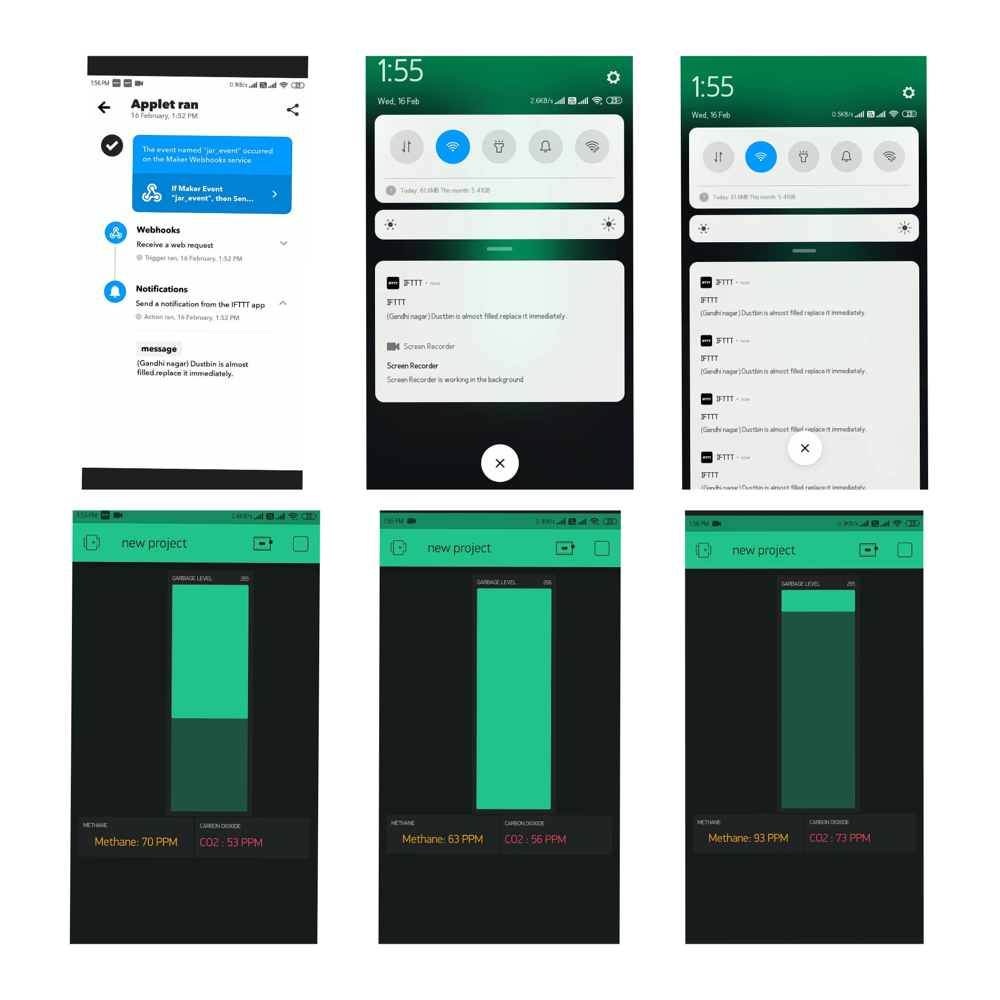 1:56 PM
0.1KB/s
23
Applet ran
16 February, 1:52 PM
The event named "jar_event" occurred
on the Maker Webhooks service
If Maker Event
"jar_event", then Sen...
Webhooks
Receive a web request
Trigger ran, 16 February, 1:52 PM
Notifications
Send a notification from the IFTTT app
Action ran, 16 February, 1:52 PM
message
(Gandhi nagar) Dustbin is almost
filled.replace it immediately.
1:55
Wed, 16 Feb
2.6KB/s
Vo
LTE
23
Today: 61.6MB This month: 5.41GB
IFTTT
IFTTT · now
IFTTT
(Gandhi nagar) Dustbin is almost filled.replace it immediately.
Screen Recorder
Screen Recorder
Screen Recorder is working in the background
1:55
Wed, 16 Feb
0.5KB/s
Vo
LTE
23
Today: 61.6MB This month: 5.41GB
IFTTT
IFTTT · now
IFTTT
(Gandhi nagar) Dustbin is almost filled.replace it immediately.
IFTTT
IFTTT · now
IFTTT
(Gandhi nagar) Dustbin is almost filled.replace it immediately.
IFTTT
IFTTT · now
IFTTT
(Gandhi nagar) Dustbin is almost filled.replace it immediately.
IFTTT
IFTTT · now
IFTTT
(Gandhi nagar) Dustbin is almost filled.replace it immediately.
1:55 PM
2.6KB/s
23
new project
GARBAGE LEVEL 265
METHANE
Methane: 70 PPM
CARBON DIOXIDE
CO2 : 53 PPM
1:55 PM
0.1KB/s
23
new project
GARBAGE LEVEL 266
METHANE
Methane: 63 PPM
CARBON DIOXIDE
CO2 : 56 PPM
1:56 PM
0.3KB/s
23
new project
GARBAGE LEVEL 265
METHANE
Methane: 93 PPM
CARBON DIOXIDE
CO2 : 73 PPM